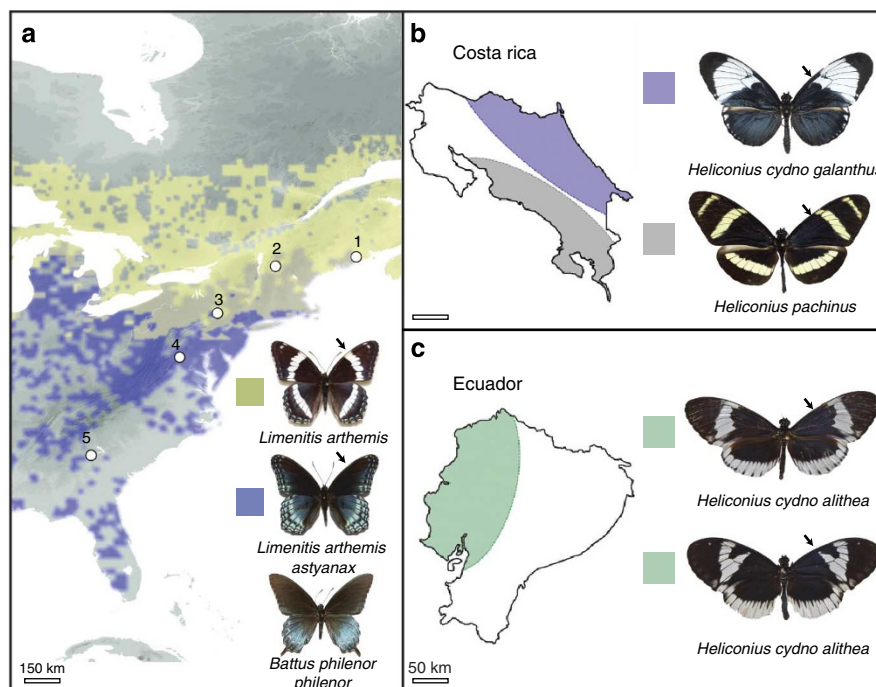 a
1
2
3
4
5
Limenitis arthemis
Limenitis arthemis
astyanax
Battus philenor
philenor
150 km
b
Costa rica
Heliconius cydno galanthus
Heliconius pachinus
c
Ecuador
Heliconius cydno alithea
Heliconius cydno alithea
50 km